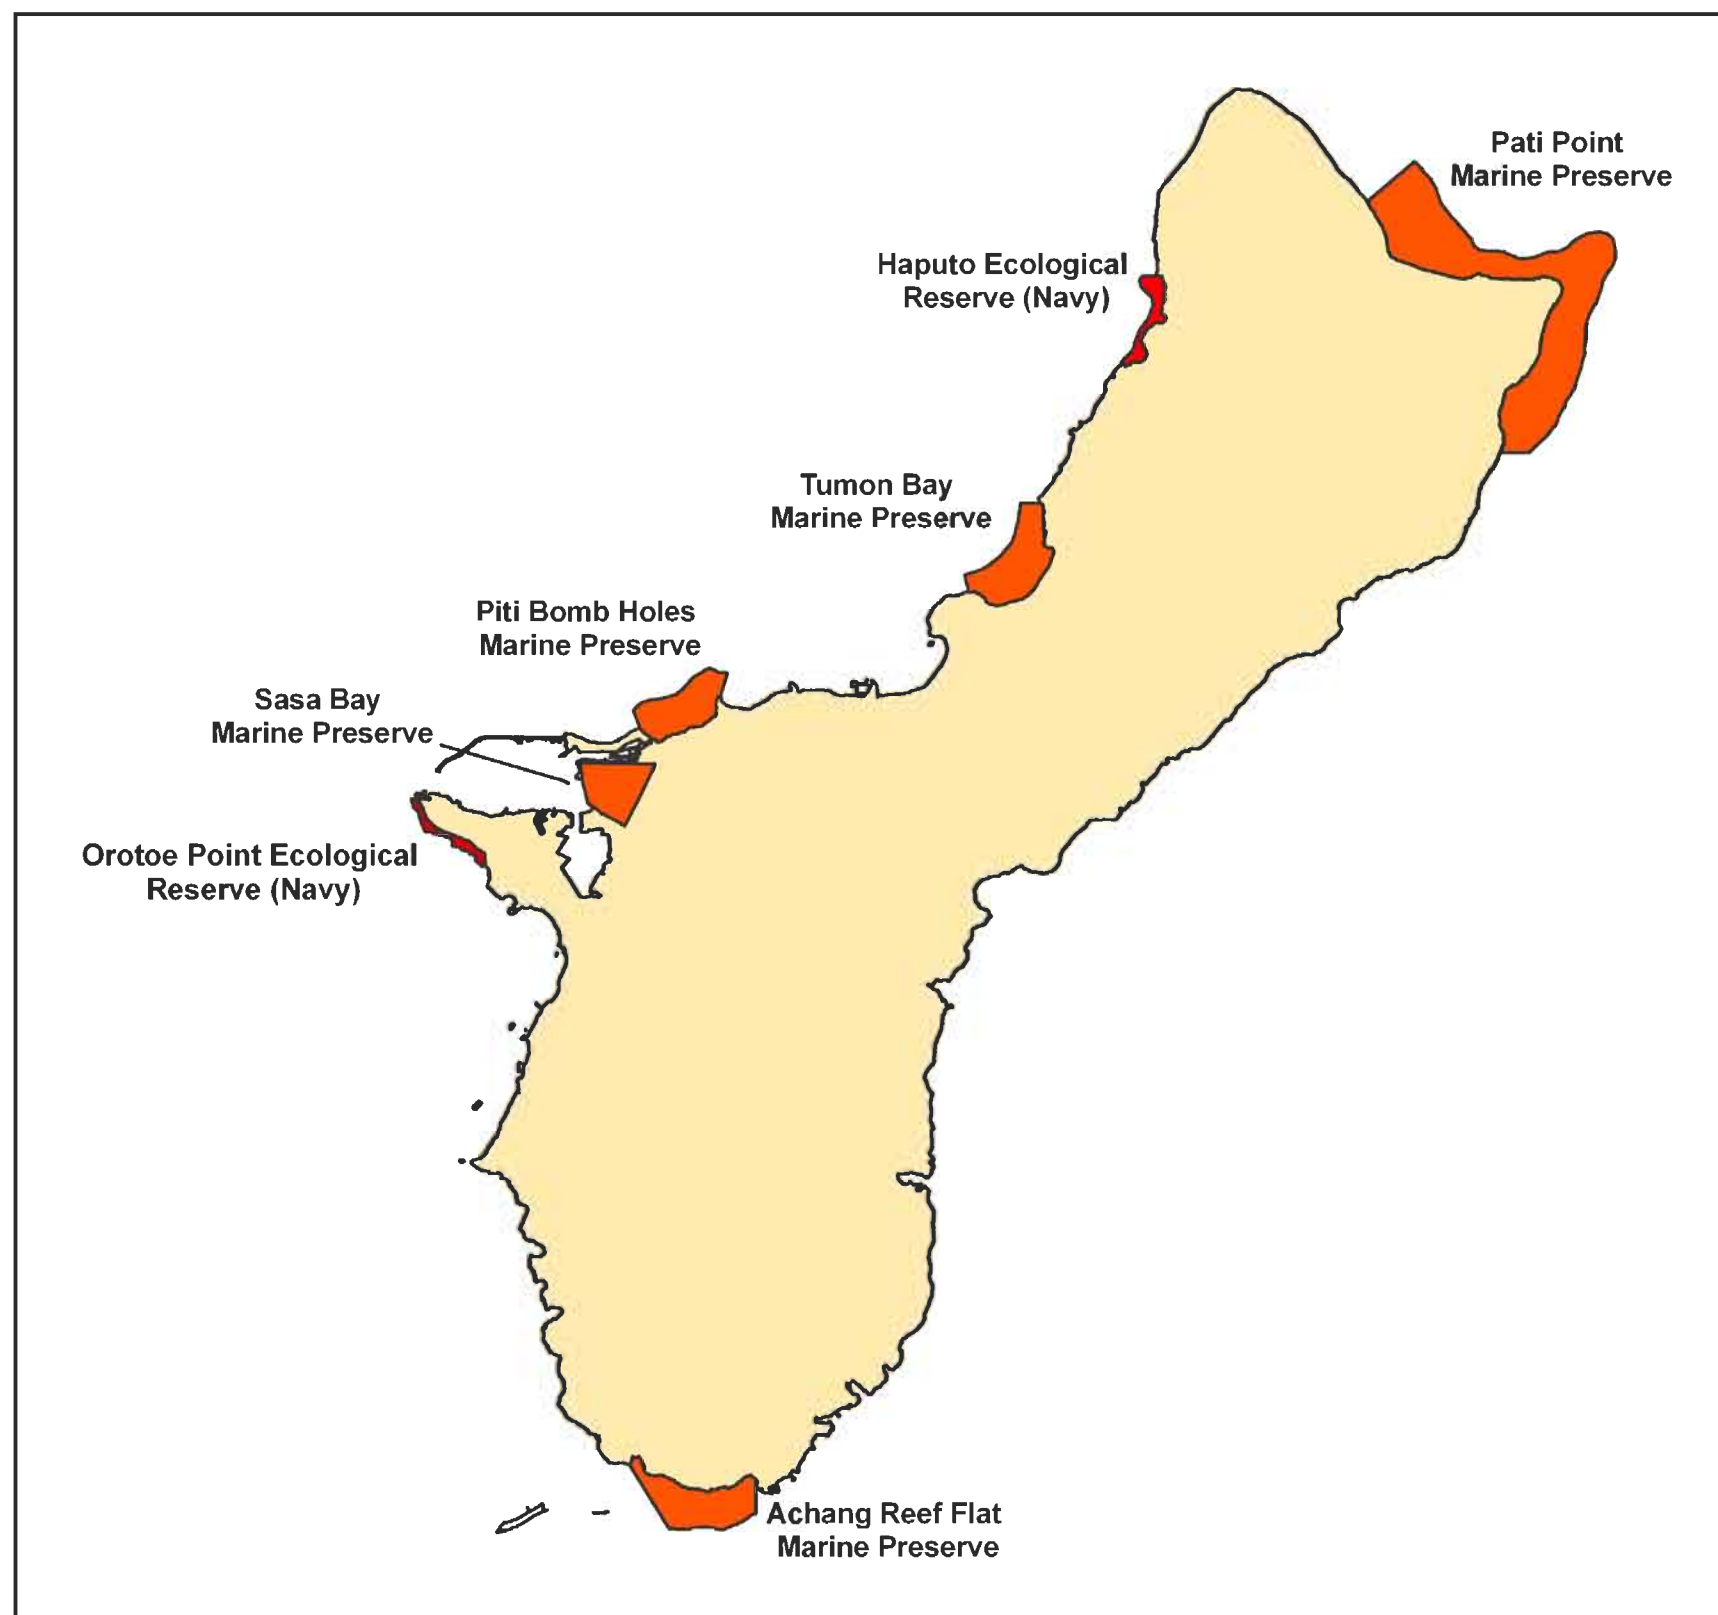 Pati Point
Marine Preserve
Haputo Ecological
Reserve (Navy)
Tumon Bay
Marine Preserve
Piti Bomb Holes
Marine Preserve
Sasa Bay
Marine Preserve
Orotoe Point Ecological
Reserve (Navy)
Achang Reef Flat
Marine Preserve